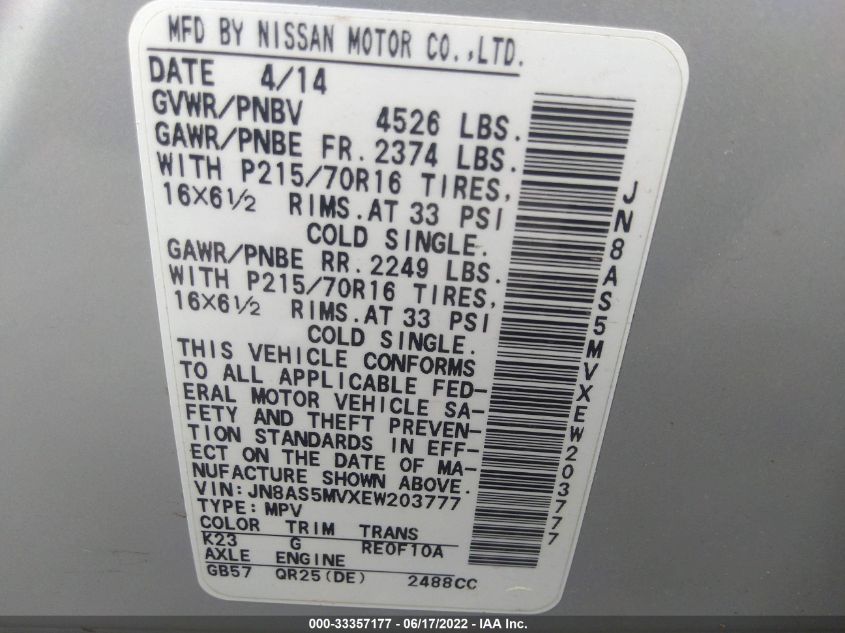 MFD BY NISSAN MOTOR CO.,LTD.
DATE 4/14
GVWR/PNBV 4526 LBS.
GAWR/PNBE FR. 2374 LBS.
WITH P215/70R16 TIRES,
16X6½ RIMS.AT 33 PSI
COLD SINGLE.
GAWR/PNBE RR. 2249 LBS.
WITH P215/70R16 TIRES,
16X6½ RIMS.AT 33 PSI
COLD SINGLE.
THIS VEHICLE CONFORMS
TO ALL APPLICABLE FED-
ERAL MOTOR VEHICLE SA-
FETY AND THEFT PREVEN-
TION STANDARDS IN EFF-
ECT ON THE DATE OF MA-
NUFACTURE SHOWN ABOVE.
VIN:JN8AS5MVXEW203777
TYPE:MPV
COLOR TRIM TRANS
K23 G RE0F10A
AXLE ENGINE
GB57 QR25(DE) 2488CC
JN8AS5MVXEW203777
000-33357177 - 06/17/2022 - IAA Inc.